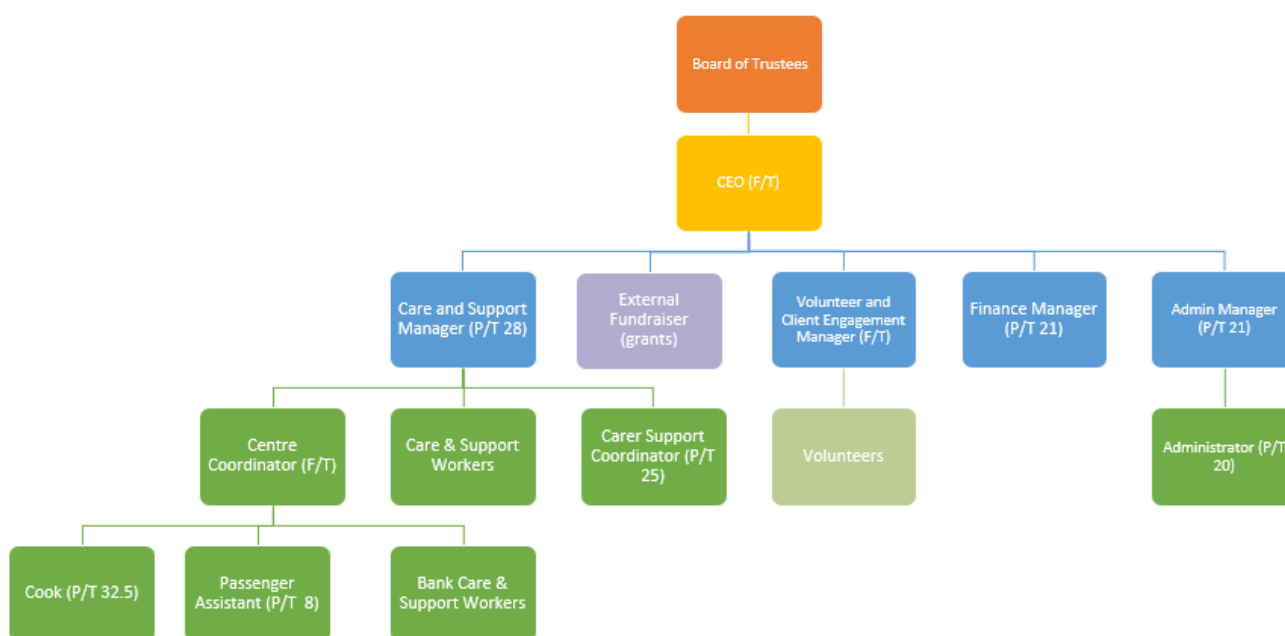 Board of Trustees
CEO (F/T)
Care and Support
Manager (P/T 28)
External
Fundraiser
(grants)
Volunteer and
Client Engagement
Manager (F/T)
Finance Manager
(P/T 21)
Admin Manager
(P/T 21)
Centre
Coordinator (F/T)
Care & Support
Workers
Carer Support
Coordinator (P/T
25)
Volunteers
Administrator (P/T
20)
Cook (P/T 32.5)
Passenger
Assistant (P/T  8)
Bank Care &
Support Workers